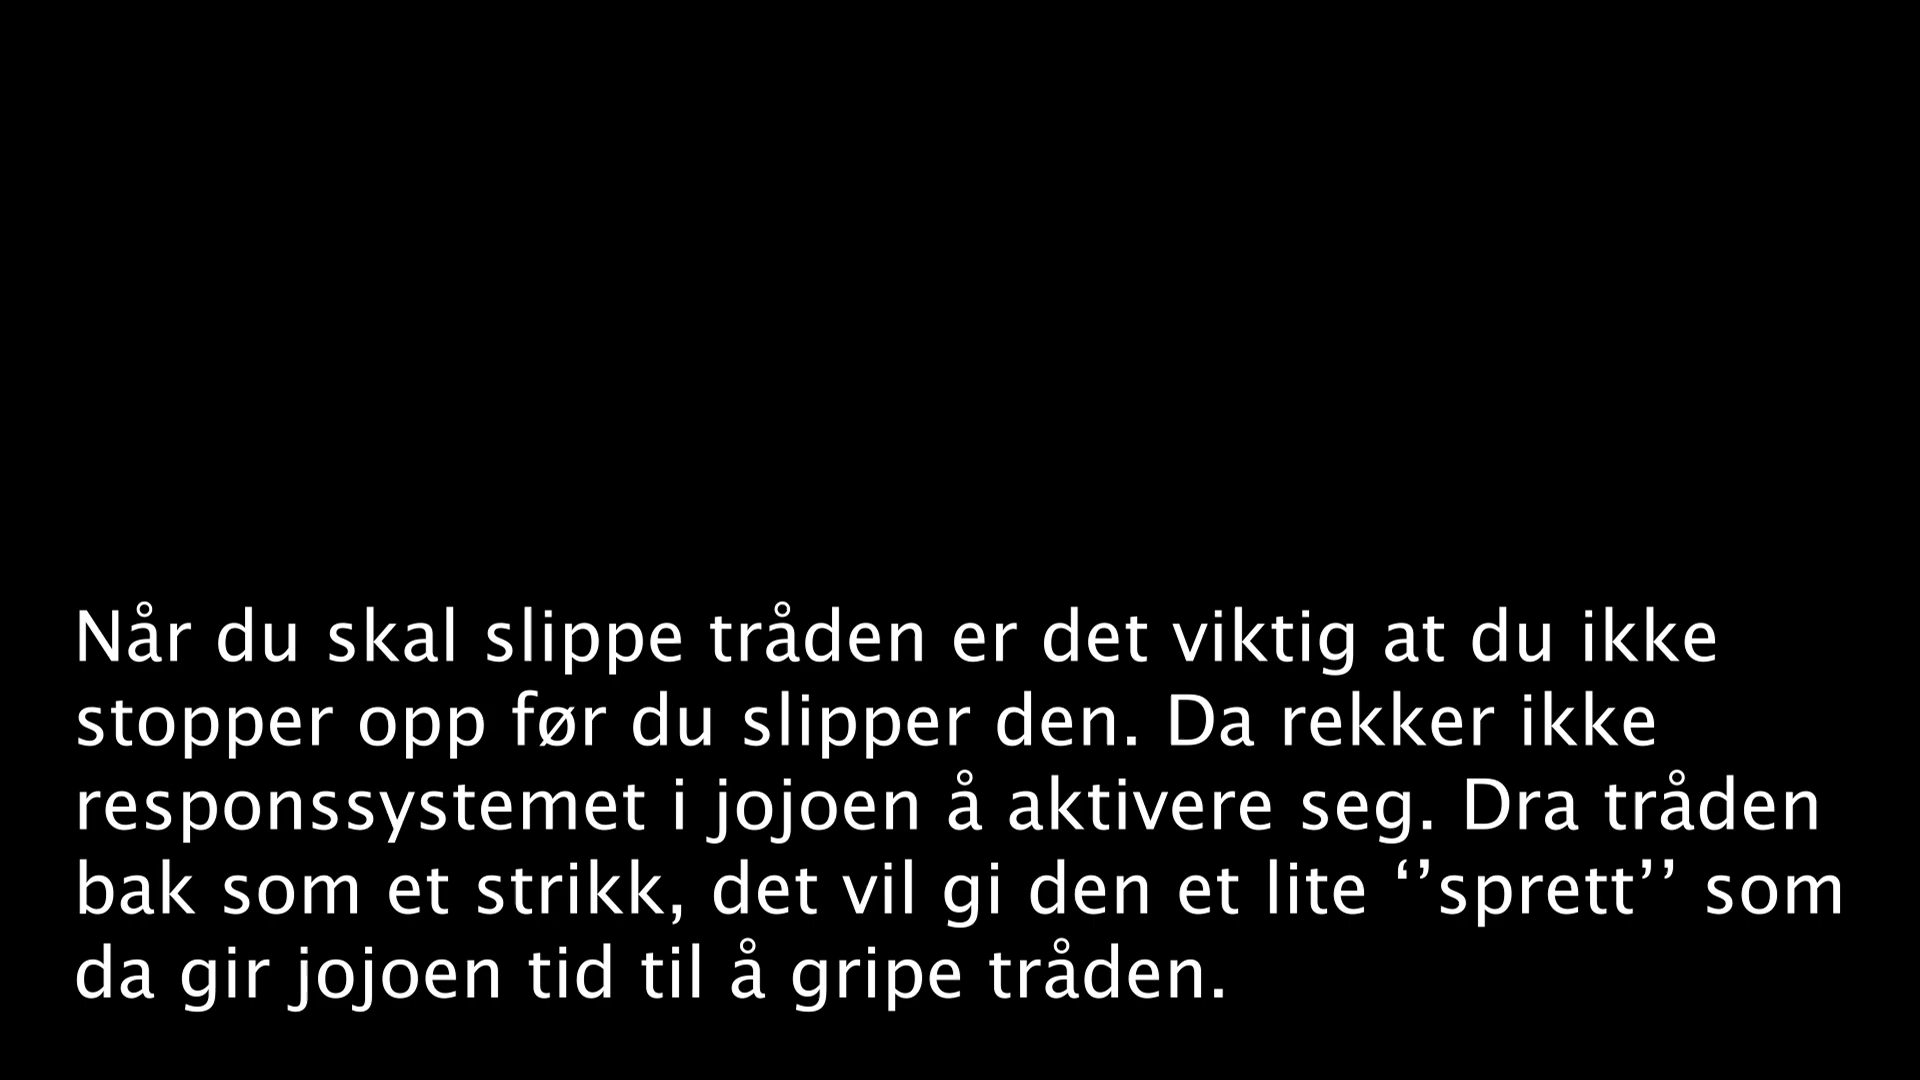 Når du skal slippe tråden er det viktig at du ikke
stopper opp før du slipper den. Da rekker ikke
responssystemet i jojoen å aktivere seg. Dra tråden
bak som et strikk, det vil gi den et lite ‘’sprett’’ som
da gir jojoen tid til å gripe tråden.